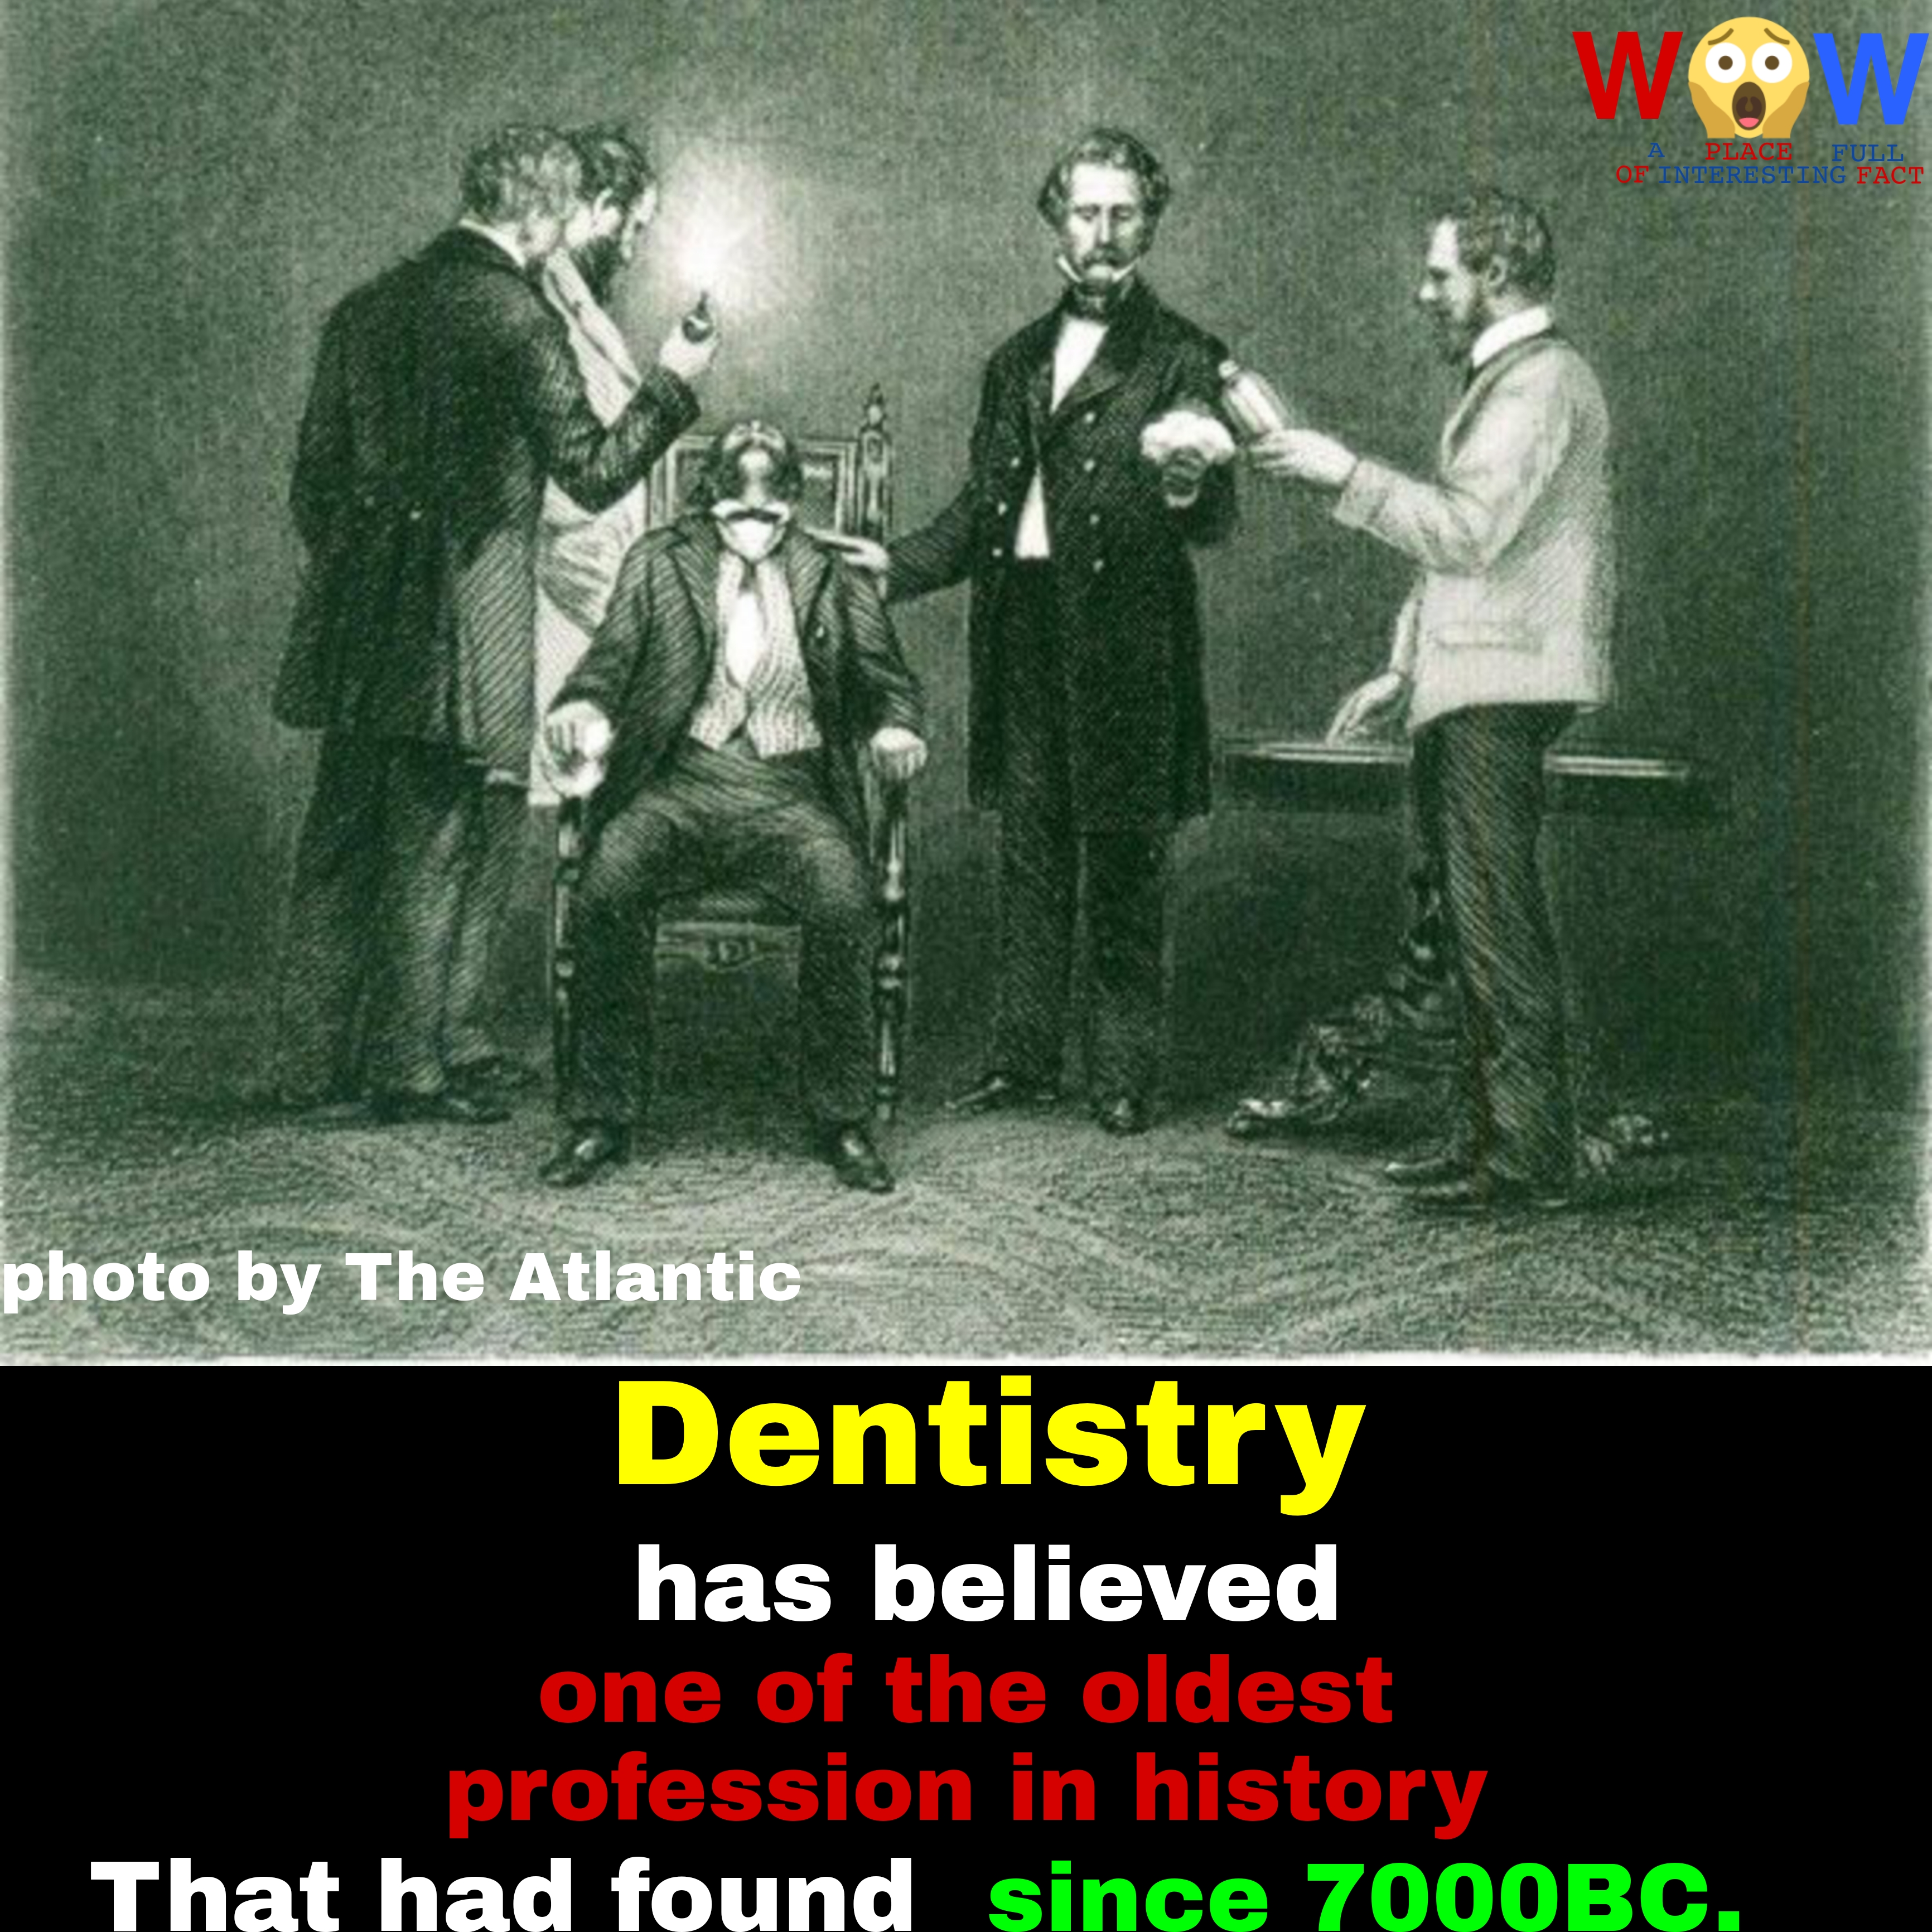 WOW
A PLACE FULL
OF INTERESTING FACT
photo by The Atlantic
Dentistry
has believed
one of the oldest
profession in history
That had found since 7000BC.